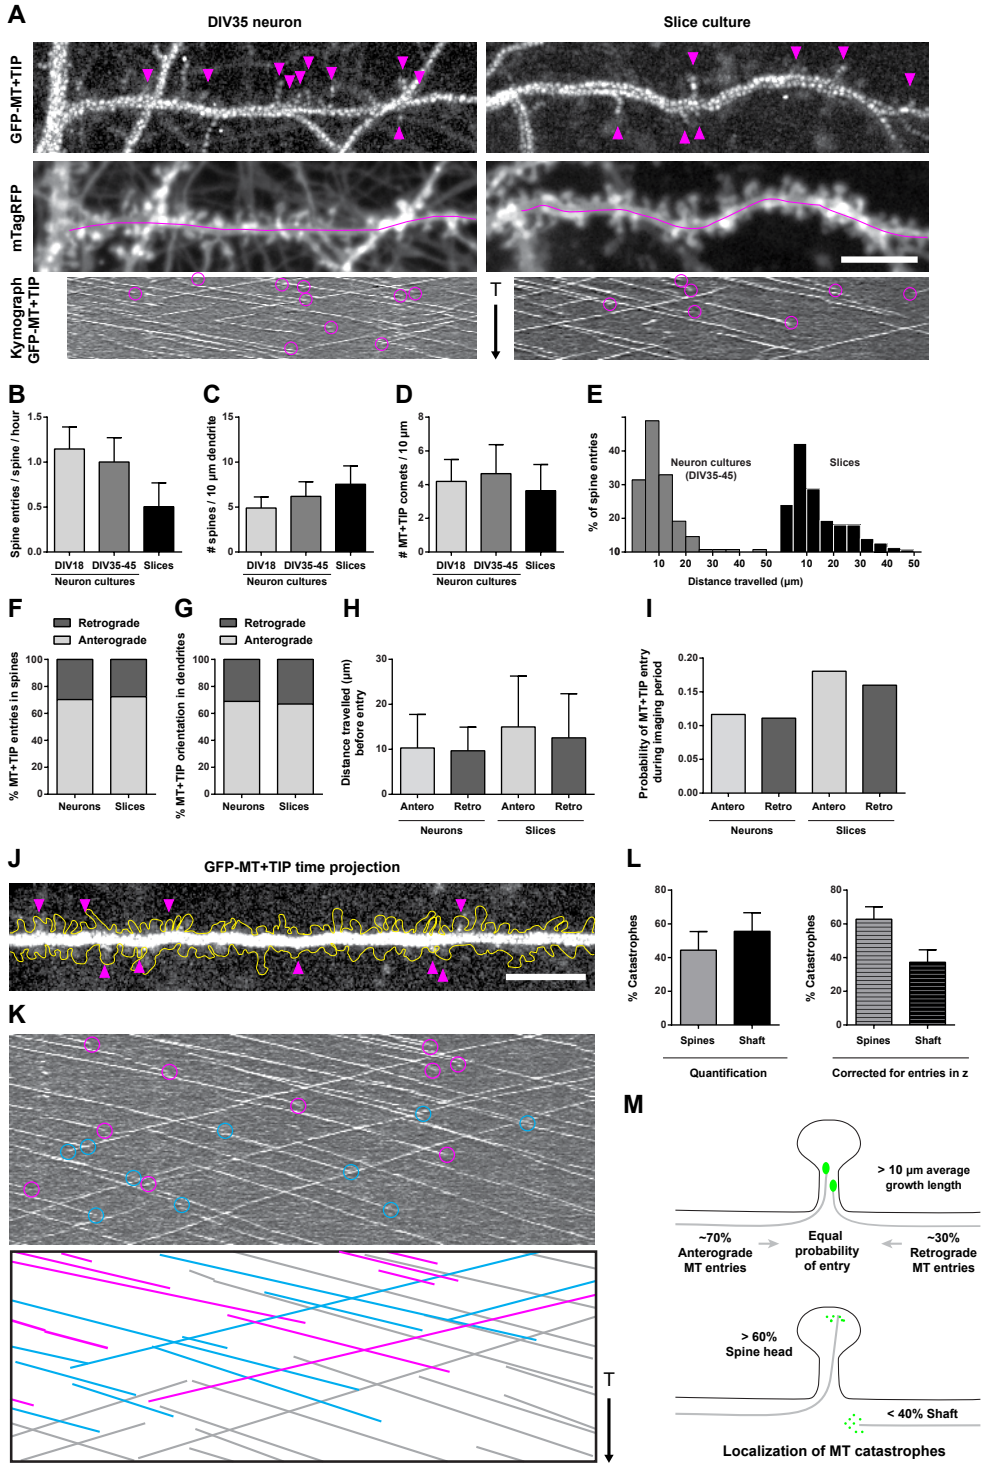 A
DIV35 neuron
Slice culture
GFP-MT+TIP
mTagRFP
Kymograph
GFP-MT+TIP
T
B
Spine entries / spine / hour
1.5
1.0
0.5
0.0
DIV18
DIV35-45
Slices
Neuron cultures
C
# spines / 10 µm dendrite
15
10
5
0
DIV18
DIV35-45
Slices
Neuron cultures
D
# MT+TIP comets / 10 µm
8
6
4
2
0
DIV18
DIV35-45
Slices
Neuron cultures
E
% of spine entries
40
30
20
10
Neuron cultures
(DIV35-45)
Slices
10 20 30 40 50
10 20 30 40 50
Distance travelled (µm)
F
Retrograde
Anterograde
% MT+TIP entries in spines
100
80
60
40
20
0
Neurons
Slices
G
Retrograde
Anterograde
% MT+TIP orientation in dendrites
100
80
60
40
20
0
Neurons
Slices
H
Distance travelled (µm)
before entry
30
20
10
0
Antero
Retro
Antero
Retro
Neurons
Slices
I
Probability of MT+TIP entry
during imaging period
0.20
0.15
0.10
0.05
0.00
Antero
Retro
Antero
Retro
Neurons
Slices
J
GFP-MT+TIP time projection
K
T
L
% Catastrophes
80
60
40
20
0
Spines
Shaft
Quantification
% Catastrophes
80
60
40
20
0
Spines
Shaft
Corrected for entries in z
M
> 10 µm average
growth length
~70%
Anterograde
MT entries
Equal
probability
of entry
~30%
Retrograde
MT entries
> 60%
Spine head
< 40% Shaft
Localization of MT catastrophes